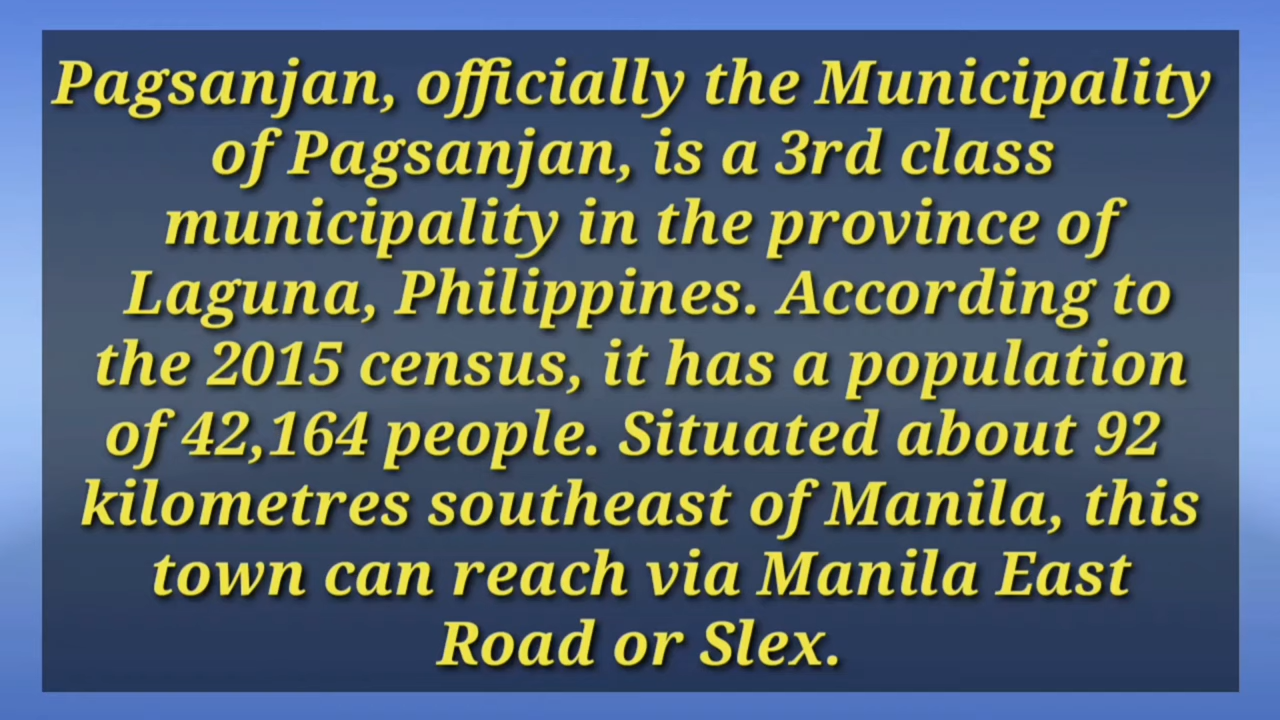 Pagsanjan, officially the Municipality
of Pagsanjan, is a 3rd class
municipality in the province of
Laguna, Philippines. According to
the 2015 census, it has a population
of 42,164 people. Situated about 92
kilometres southeast of Manila, this
town can reach via Manila East
Road or Slex.